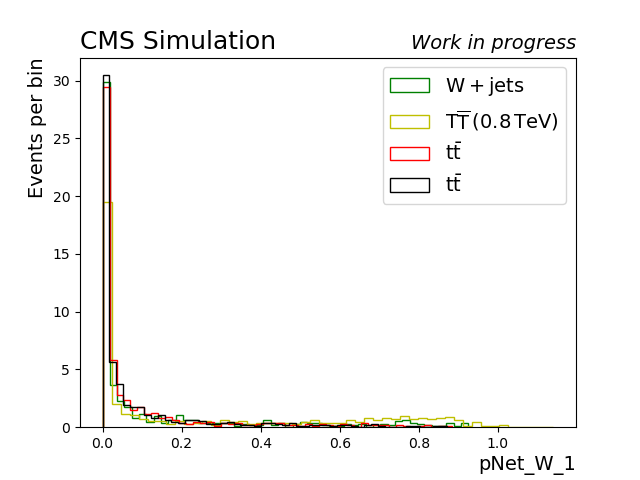 CMS Simulation
Work in progress
Events per bin
30
25
20
15
10
5
0
W + jets
TT̅ (0.8 TeV)
tt̄
tt̄
0.0 0.2 0.4 0.6 0.8 1.0
pNet_W_1